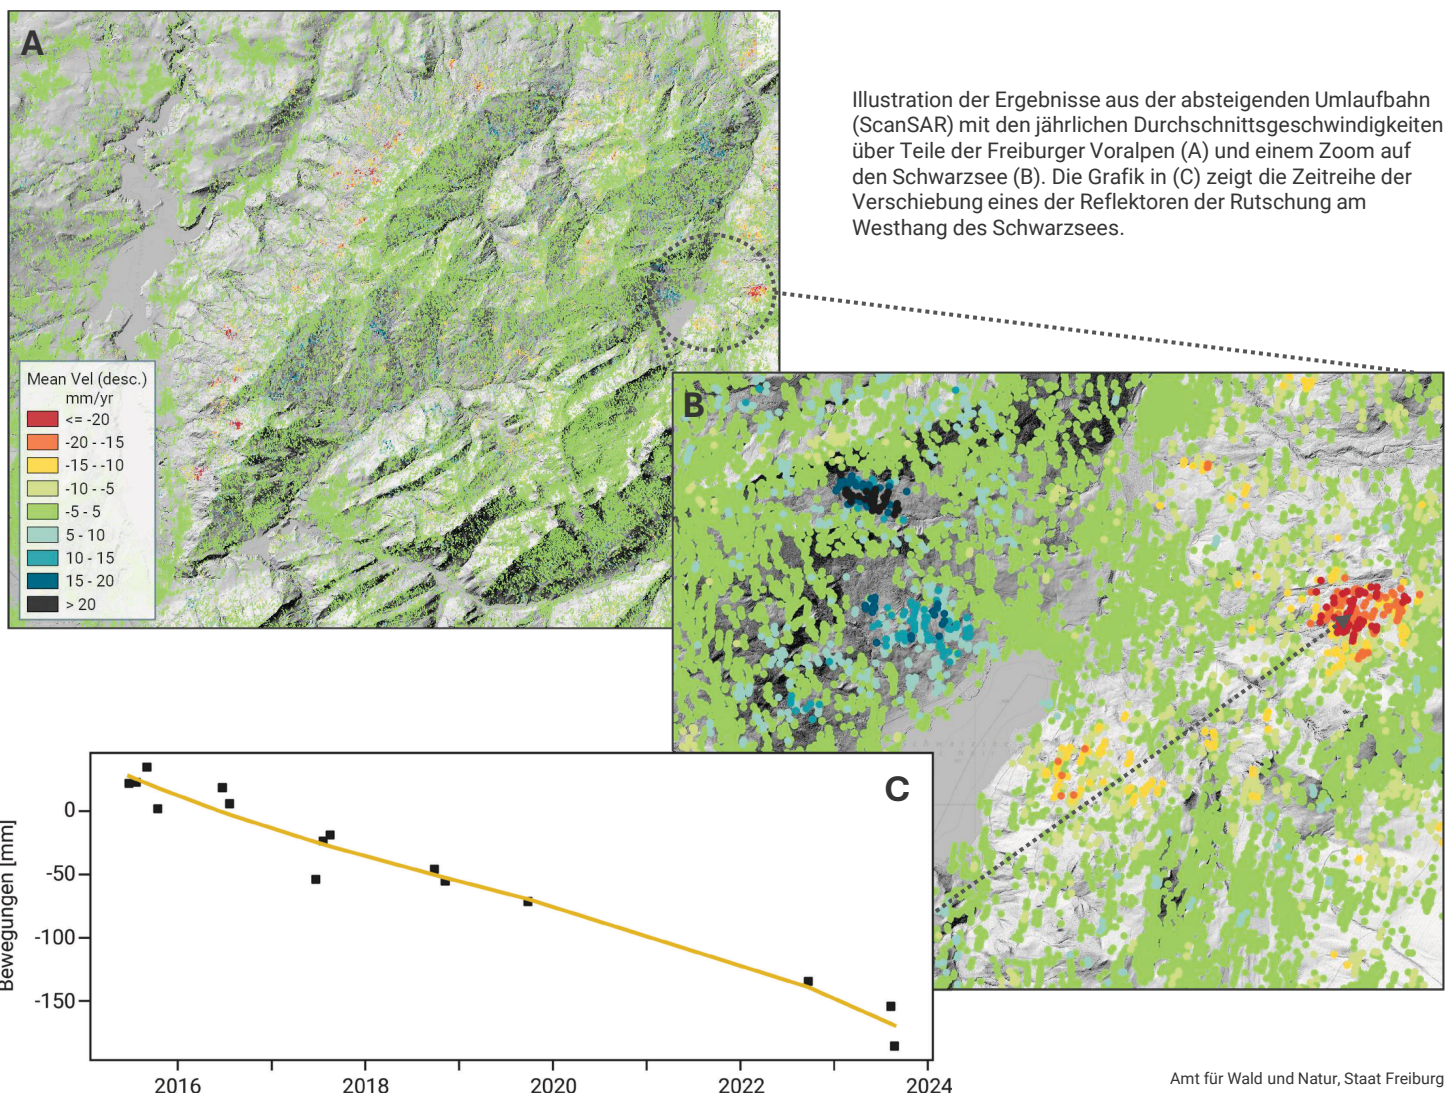 A
Illustration der Ergebnisse aus der absteigenden Umlaufbahn
(ScanSAR) mit den jährlichen Durchschnittsgeschwindigkeiten
über Teile der Freiburger Voralpen (A) und einem Zoom auf
den Schwarzsee (B). Die Grafik in (C) zeigt die Zeitreihe der
Verschiebung eines der Reflektoren der Rutschung am
Westhang des Schwarzsees.
Mean Vel (desc.)
mm/yr
<= -20
-20 - -15
-15 - -10
-10 - -5
-5 - 5
5 - 10
10 - 15
15 - 20
> 20
B
C
Bewegungen [mm]
0
-50
-100
-150
2016
2018
2020
2022
2024
Amt für Wald und Natur, Staat Freiburg